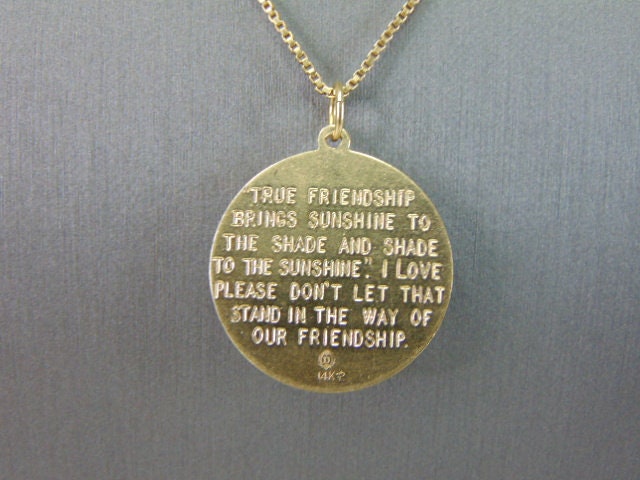 "TRUE FRIENDSHIP
BRINGS SUNSHINE TO
THE SHADE AND SHADE
TO THE SUNSHINE". I LOVE
PLEASE DON'T LET THAT
STAND IN THE WAY OF
OUR FRIENDSHIP.
14KP